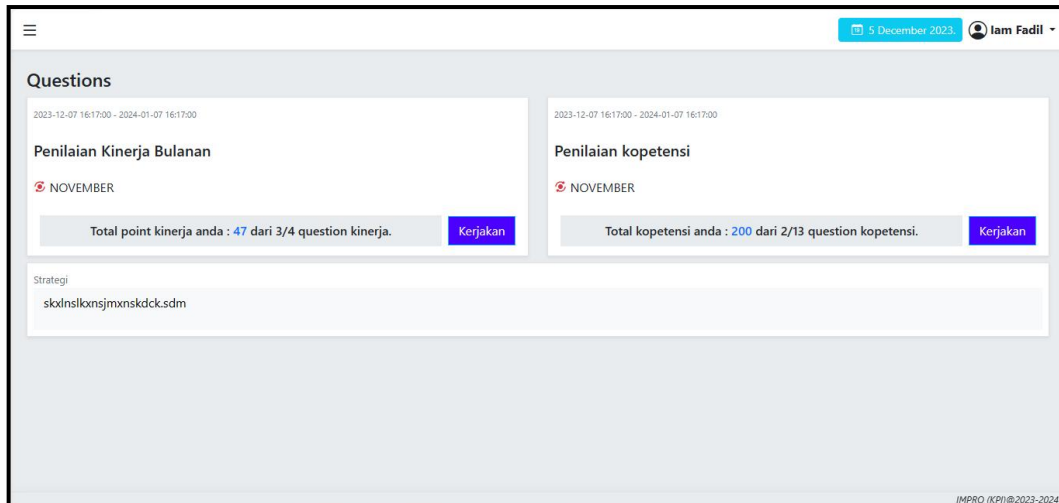 5 December 2023.
Iam Fadil
Questions
2023-12-07 16:17:00 - 2024-01-07 16:17:00
Penilaian Kinerja Bulanan
NOVEMBER
Total point kinerja anda : 47 dari 3/4 question kinerja.
Kerjakan
2023-12-07 16:17:00 - 2024-01-07 16:17:00
Penilaian kopetensi
NOVEMBER
Total kopetensi anda : 200 dari 2/13 question kopetensi.
Kerjakan
Strategi
skxlnslkxnsjmxnskdck.sdm
IMPRO (KPI)@2023-2024